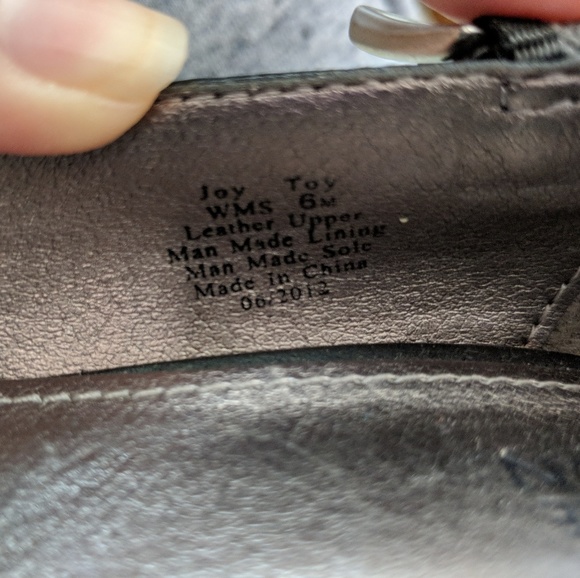 Joy Toy
WMS 6M
Leather Upper
Man Made Lining
Man Made Sole
Made in China
06/2012